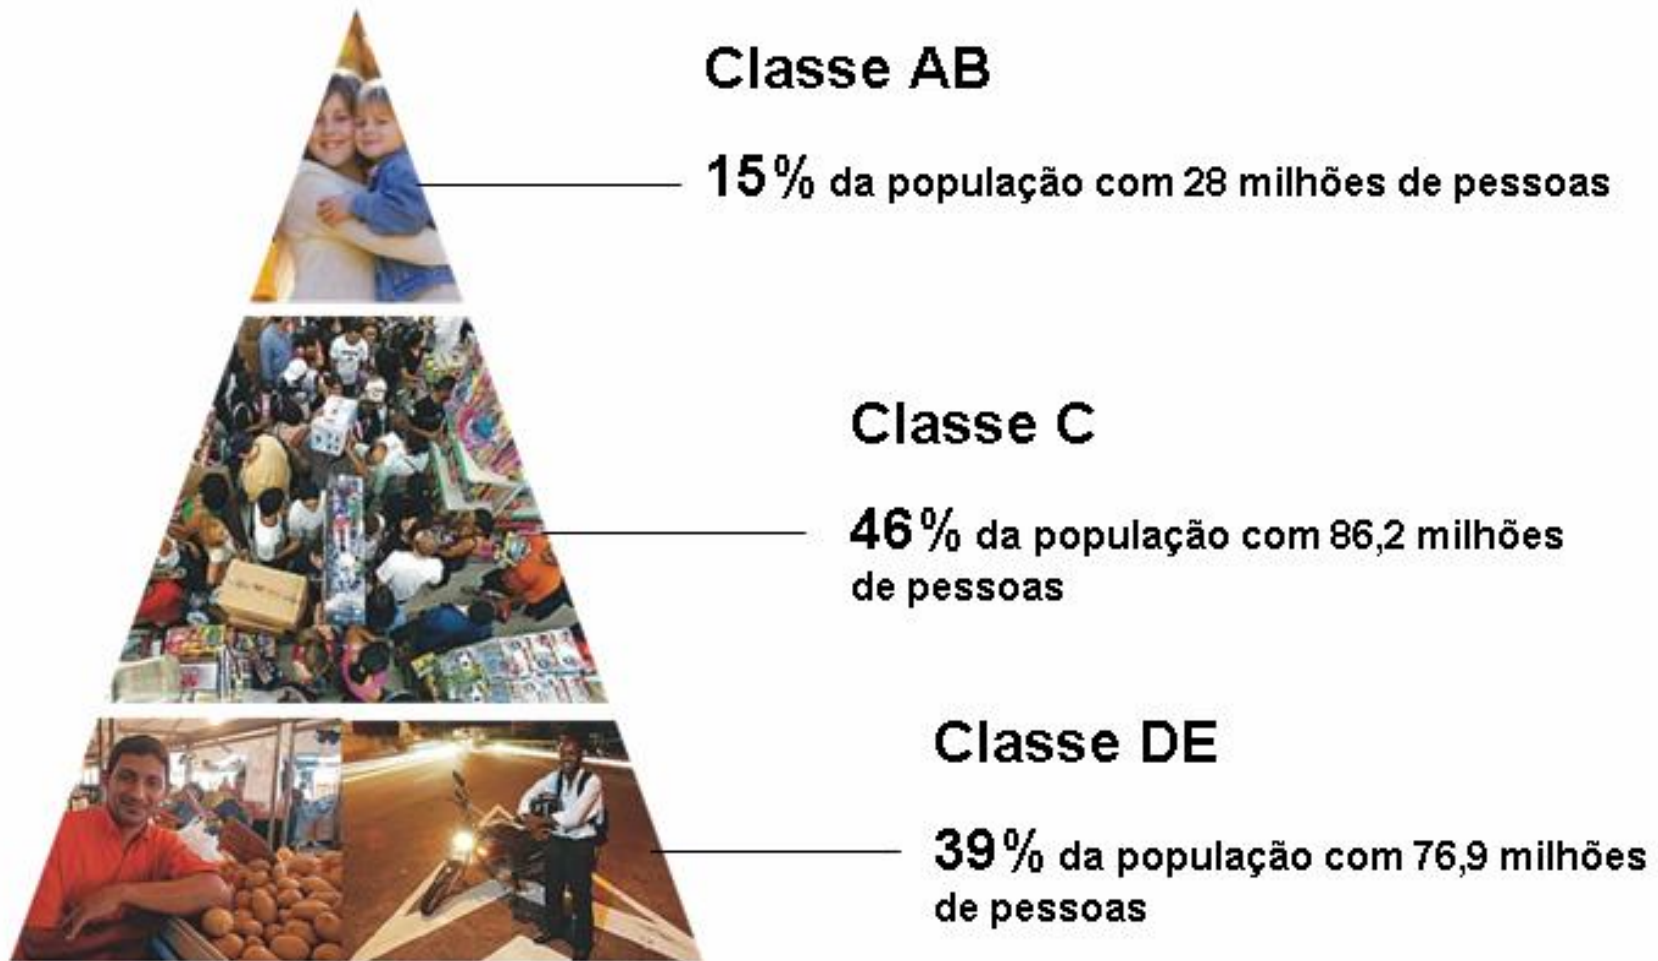 Classe AB
15% da população com 28 milhões de pessoas
Classe C
46% da população com 86,2 milhões
de pessoas
Classe DE
39% da população com 76,9 milhões
de pessoas